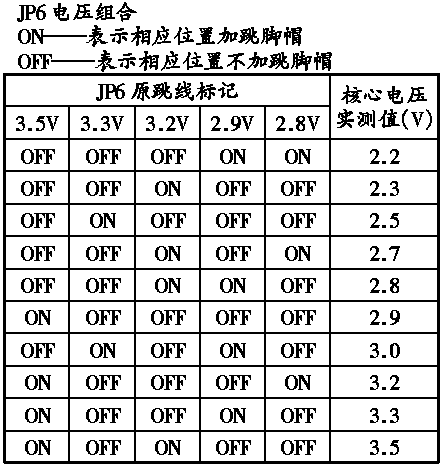 JP6电压组合
ON——表示相应位置加跳脚帽
OFF——表示相应位置不加跳脚帽
JP6原跳线标记 核心电压实测值(V)
3.5V 3.3V 3.2V 2.9V 2.8V
OFF OFF OFF ON ON 2.2
OFF OFF ON OFF OFF 2.3
OFF ON OFF OFF OFF 2.5
OFF OFF ON OFF ON 2.7
OFF OFF ON ON OFF 2.8
ON OFF OFF OFF OFF 2.9
OFF ON OFF ON OFF 3.0
ON OFF OFF OFF ON 3.2
ON OFF OFF ON OFF 3.3
ON OFF ON OFF OFF 3.5